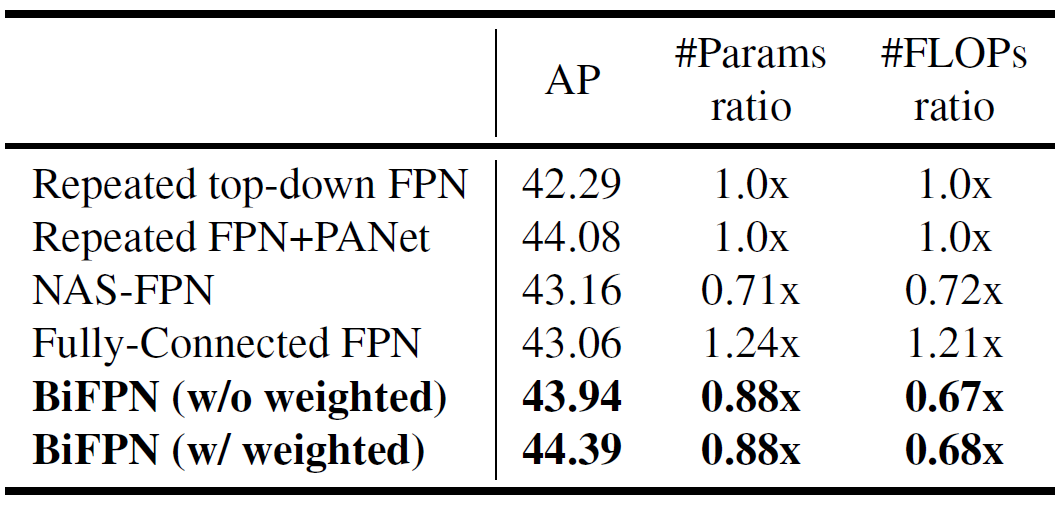 AP #Params ratio #FLOPs ratio
Repeated top-down FPN 42.29 1.0x 1.0x
Repeated FPN+PANet 44.08 1.0x 1.0x
NAS-FPN 43.16 0.71x 0.72x
Fully-Connected FPN 43.06 1.24x 1.21x
BiFPN (w/o weighted) 43.94 0.88x 0.67x
BiFPN (w/ weighted) 44.39 0.88x 0.68x